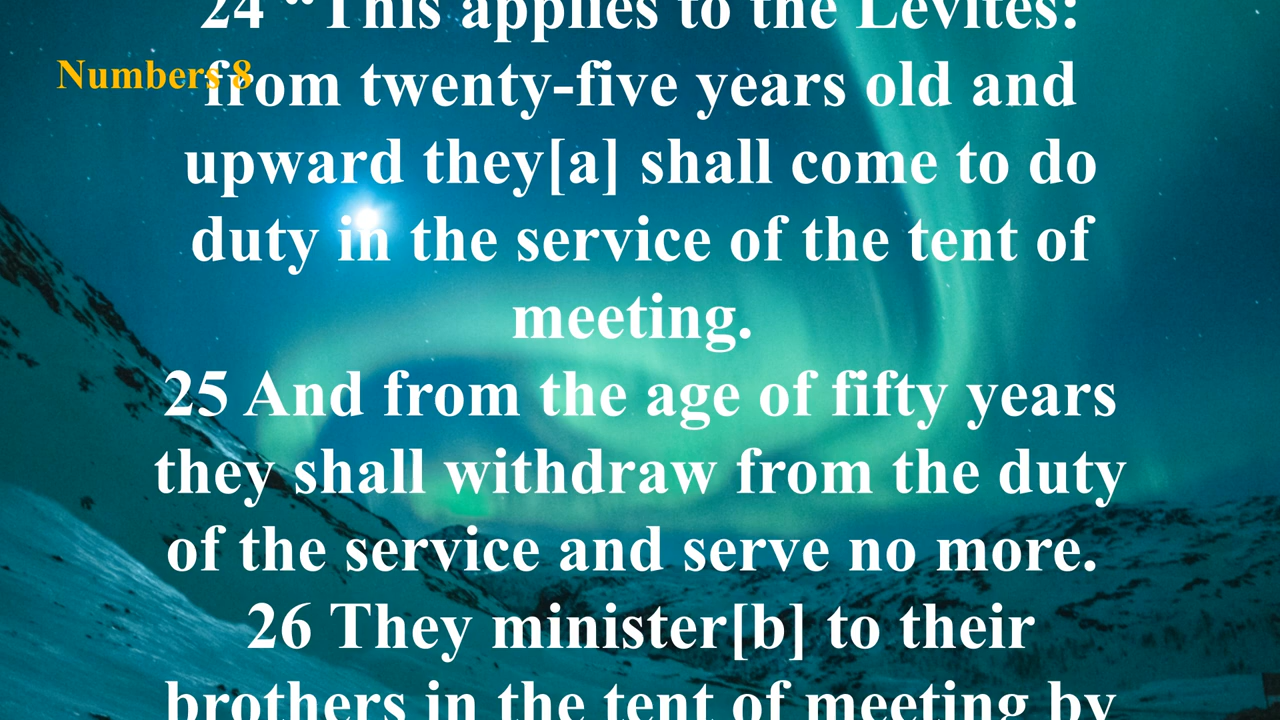 24 “This applies to the Levites:
Numbers 8
from twenty-five years old and
upward they[a] shall come to do
duty in the service of the tent of
meeting.
25 And from the age of fifty years
they shall withdraw from the duty
of the service and serve no more.
26 They minister[b] to their
brothers in the tent of meeting by